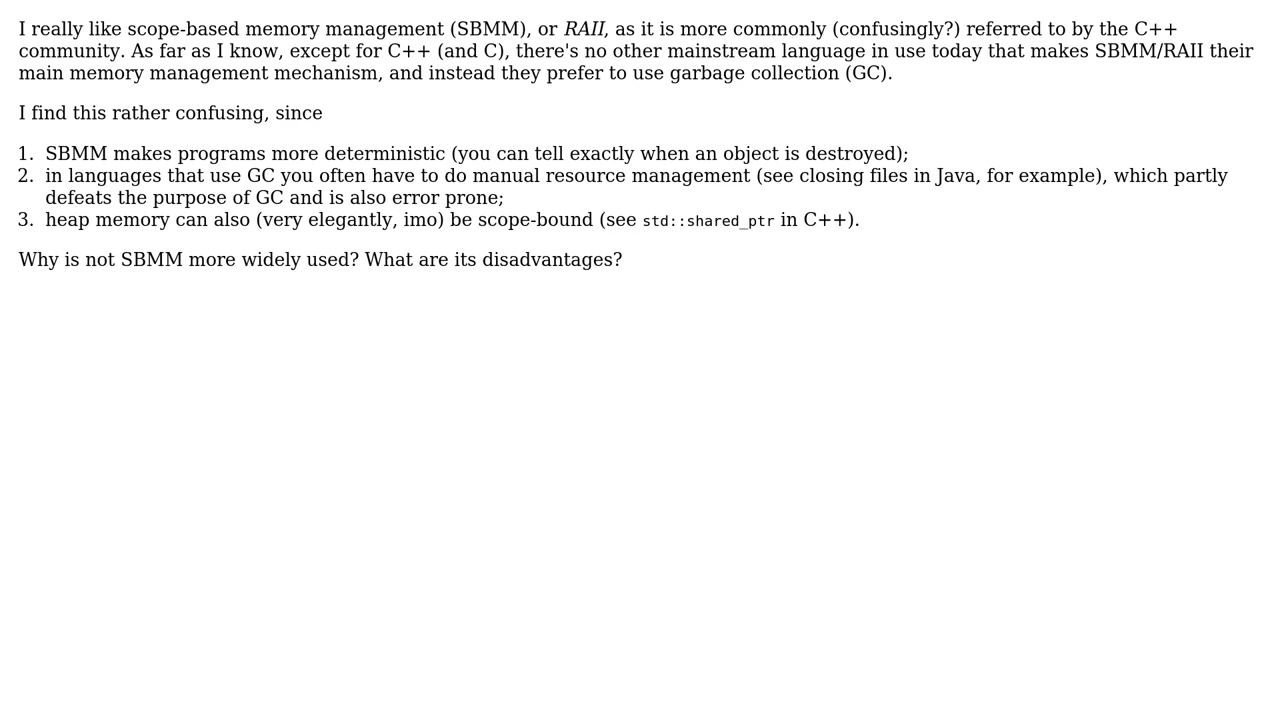 I really like scope-based memory management (SBMM), or RAII, as it is more commonly (confusingly?) referred to by the C++
community. As far as I know, except for C++ (and C), there's no other mainstream language in use today that makes SBMM/RAII their
main memory management mechanism, and instead they prefer to use garbage collection (GC).
I find this rather confusing, since
1. SBMM makes programs more deterministic (you can tell exactly when an object is destroyed);
2. in languages that use GC you often have to do manual resource management (see closing files in Java, for example), which partly
defeats the purpose of GC and is also error prone;
3. heap memory can also (very elegantly, imo) be scope-bound (see std::shared_ptr in C++).
Why is not SBMM more widely used? What are its disadvantages?